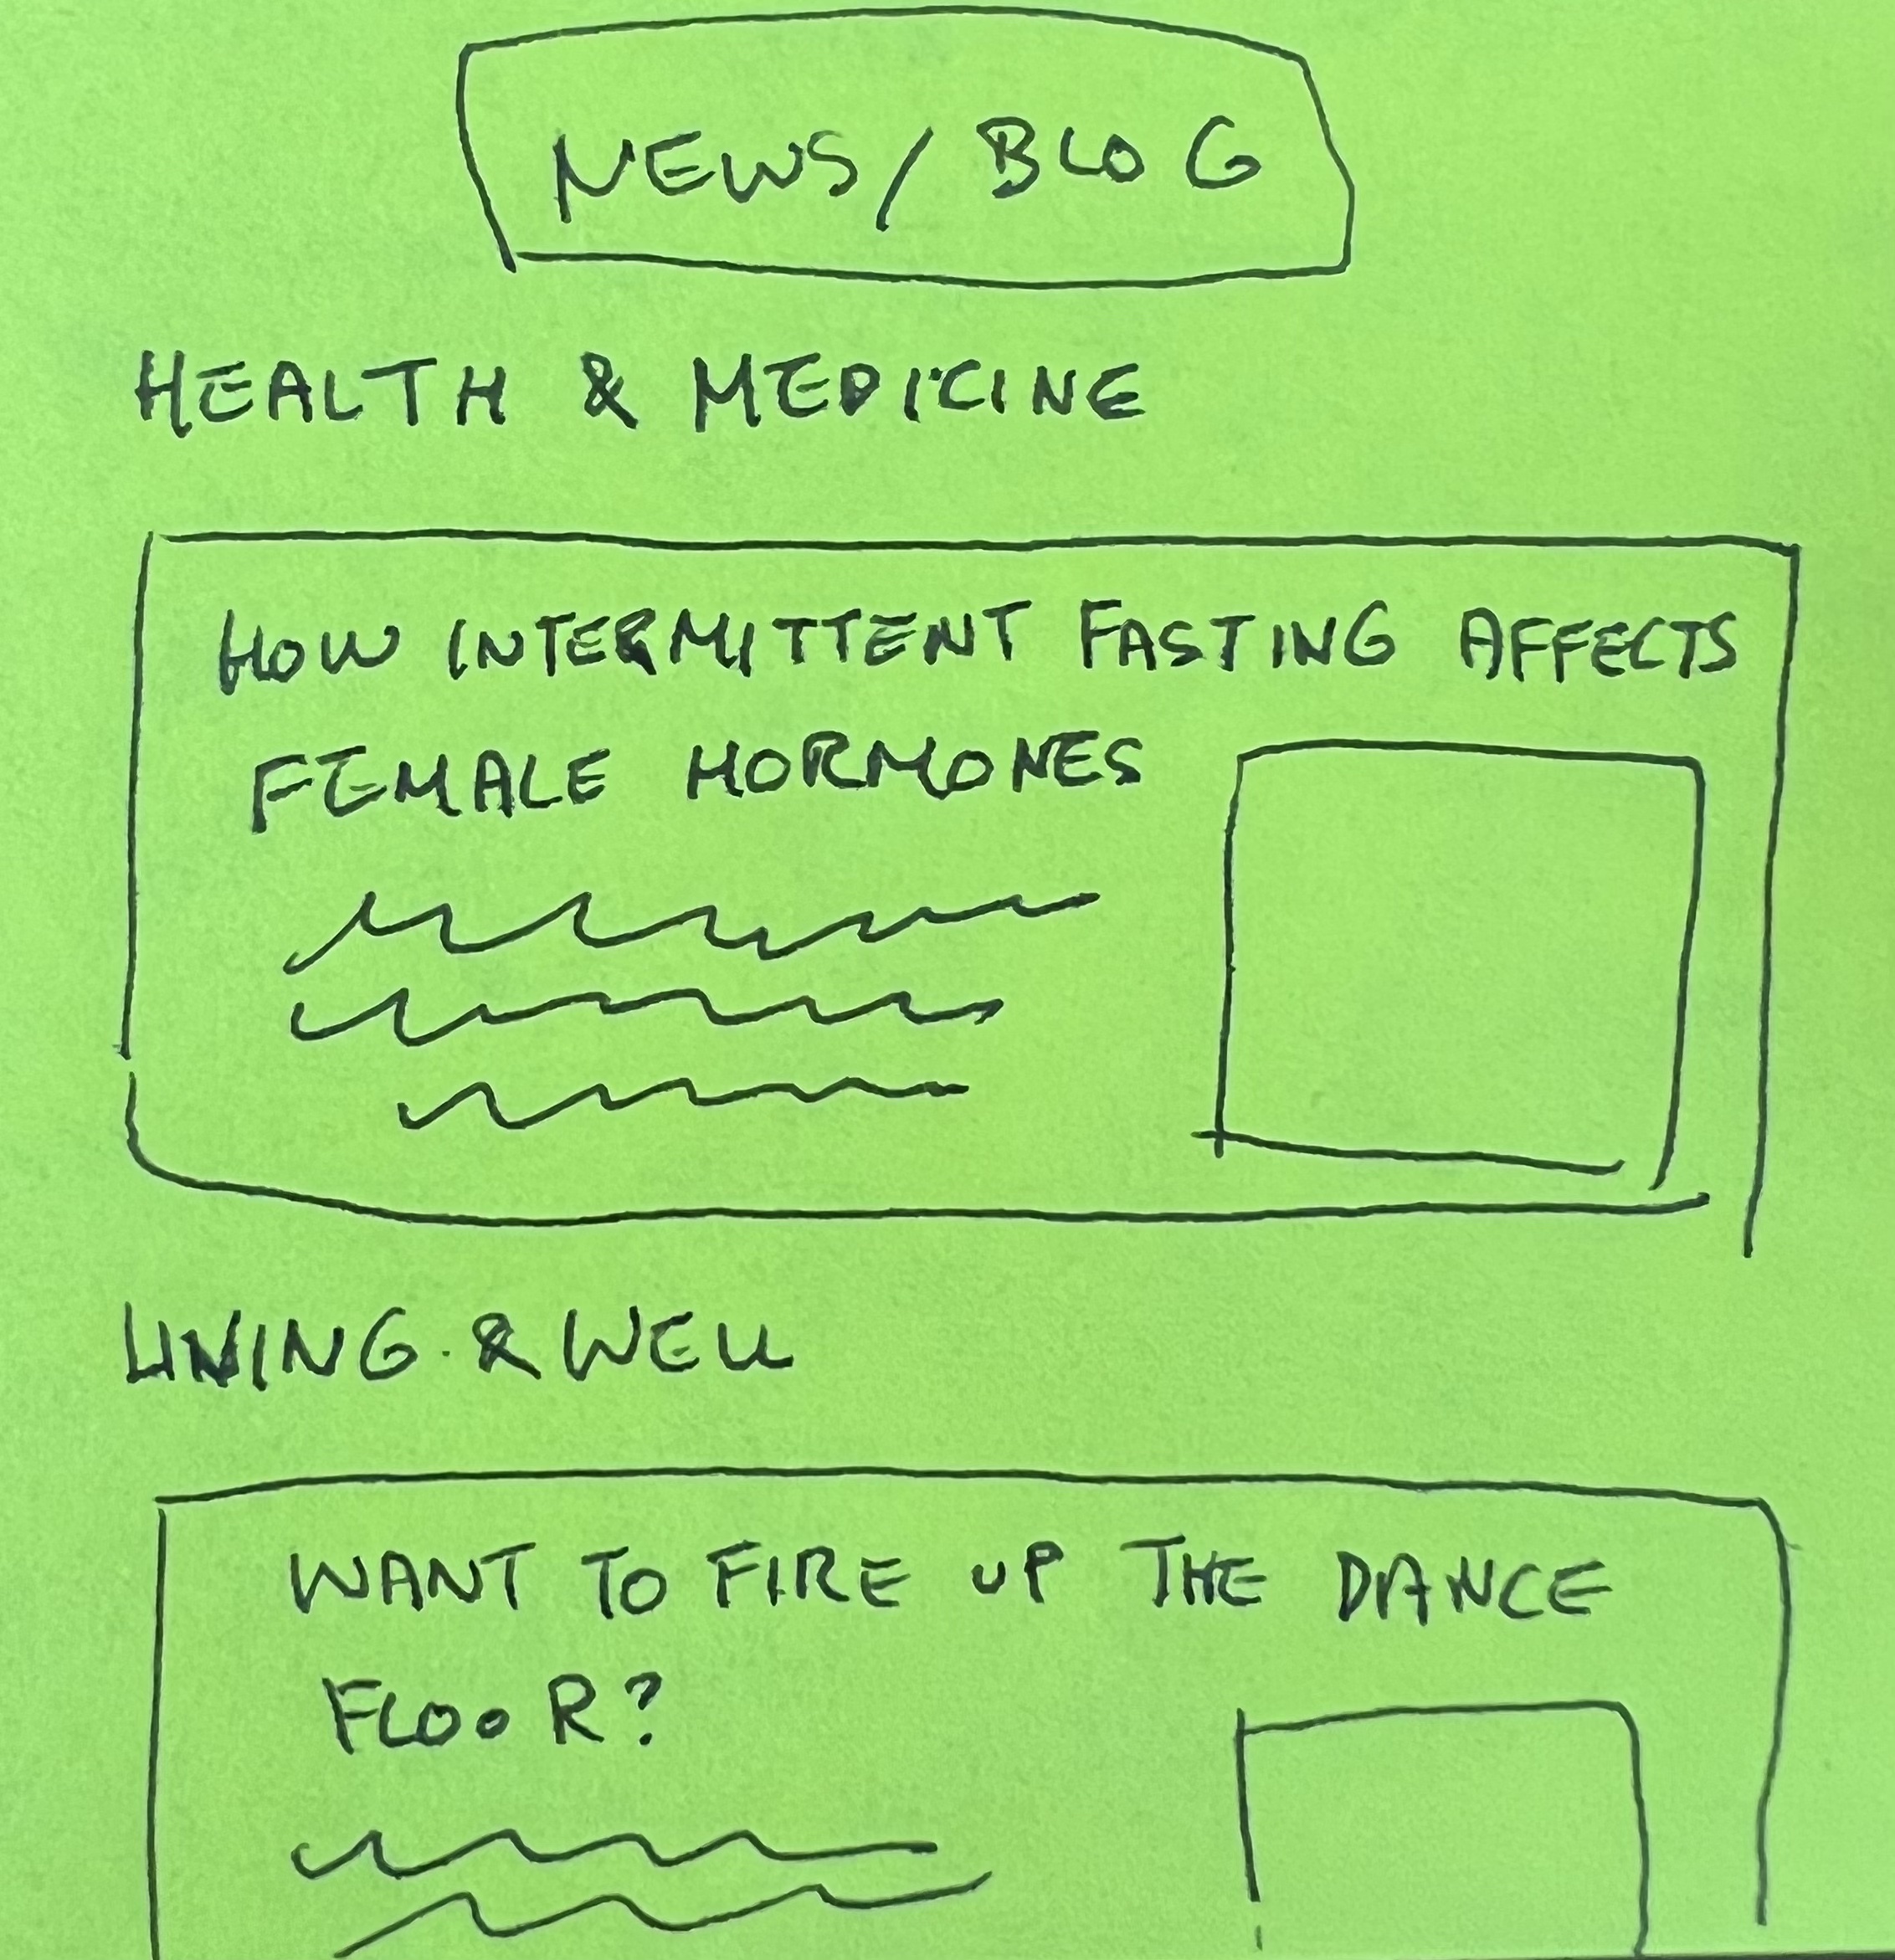 NEWS/BLOG
HEALTH & MEDICINE
HOW INTERMITTENT FASTING AFFECTS
FEMALE HORMONES
LIVING & WELL
WANT TO FIRE UP THE DANCE
FLOOR?